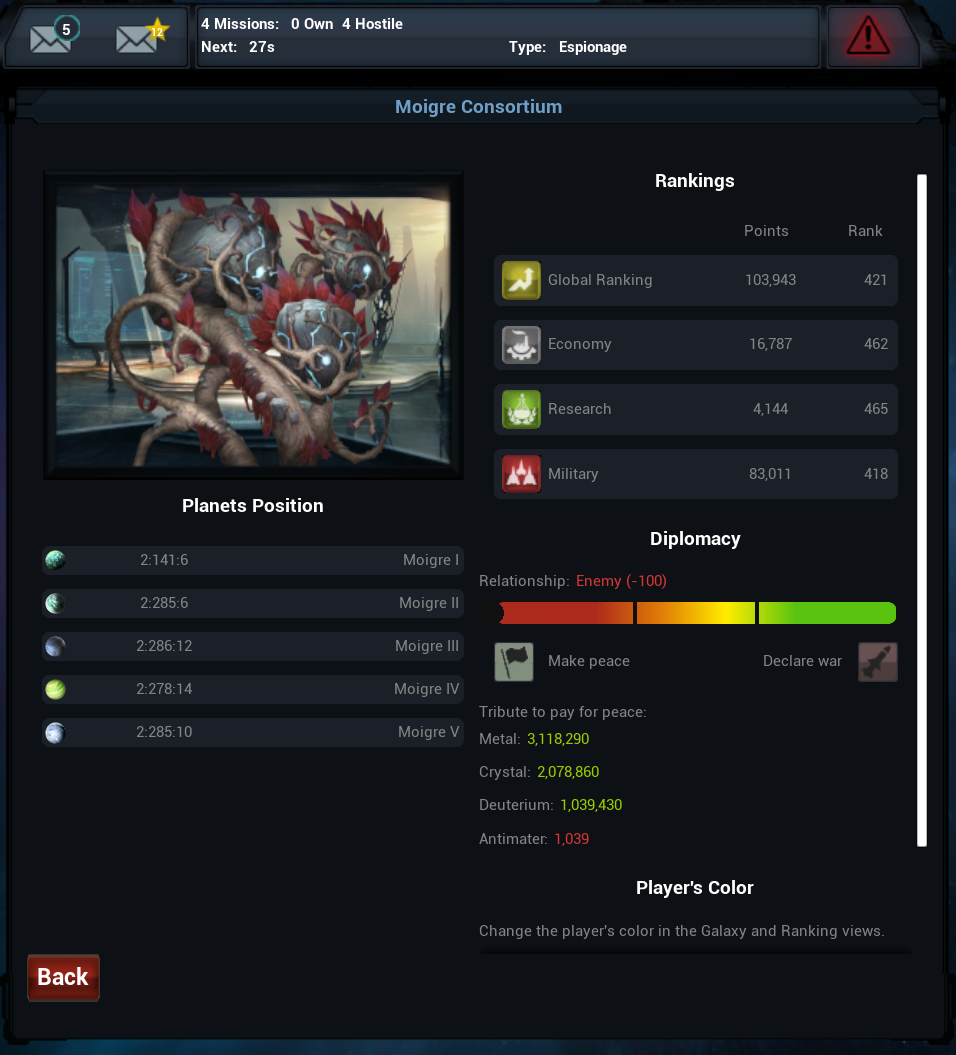 5
12
4 Missions: 0 Own 4 Hostile
Next: 27s Type: Espionage
Moigre Consortium
Rankings
Points Rank
Global Ranking 103,943 421
Economy 16,787 462
Research 4,144 465
Military 83,011 418
Planets Position
2:141:6 Moigre I
2:285:6 Moigre II
2:286:12 Moigre III
2:278:14 Moigre IV
2:285:10 Moigre V
Diplomacy
Relationship: Enemy (-100)
Make peace Declare war
Tribute to pay for peace:
Metal: 3,118,290
Crystal: 2,078,860
Deuterium: 1,039,430
Antimater: 1,039
Player's Color
Change the player's color in the Galaxy and Ranking views.
Back